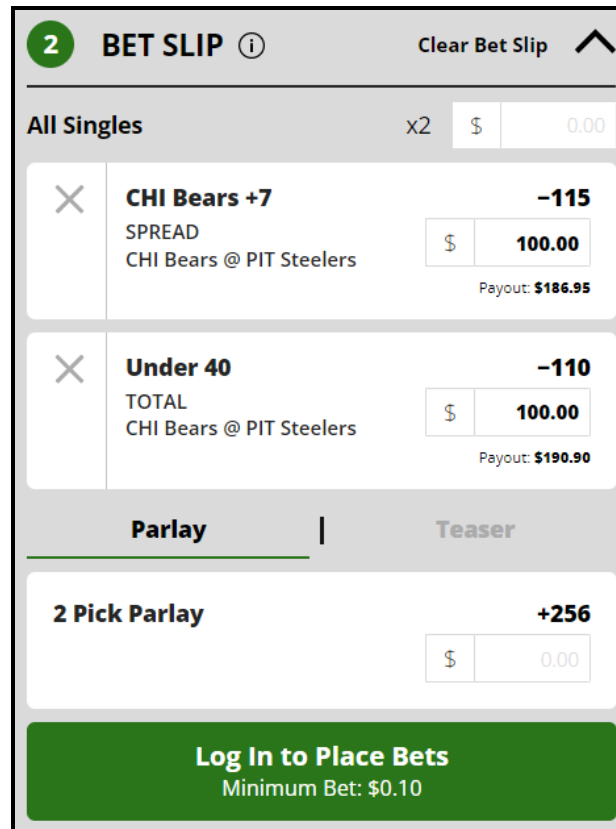 2 BET SLIP i Clear Bet Slip
All Singles x2 $ 0.00
CHI Bears +7 −115
SPREAD $ 100.00
CHI Bears @ PIT Steelers
Payout: $186.95
Under 40 −110
TOTAL $ 100.00
CHI Bears @ PIT Steelers
Payout: $190.90
Parlay | Teaser
2 Pick Parlay +256
$ 0.00
Log In to Place Bets
Minimum Bet: $0.10